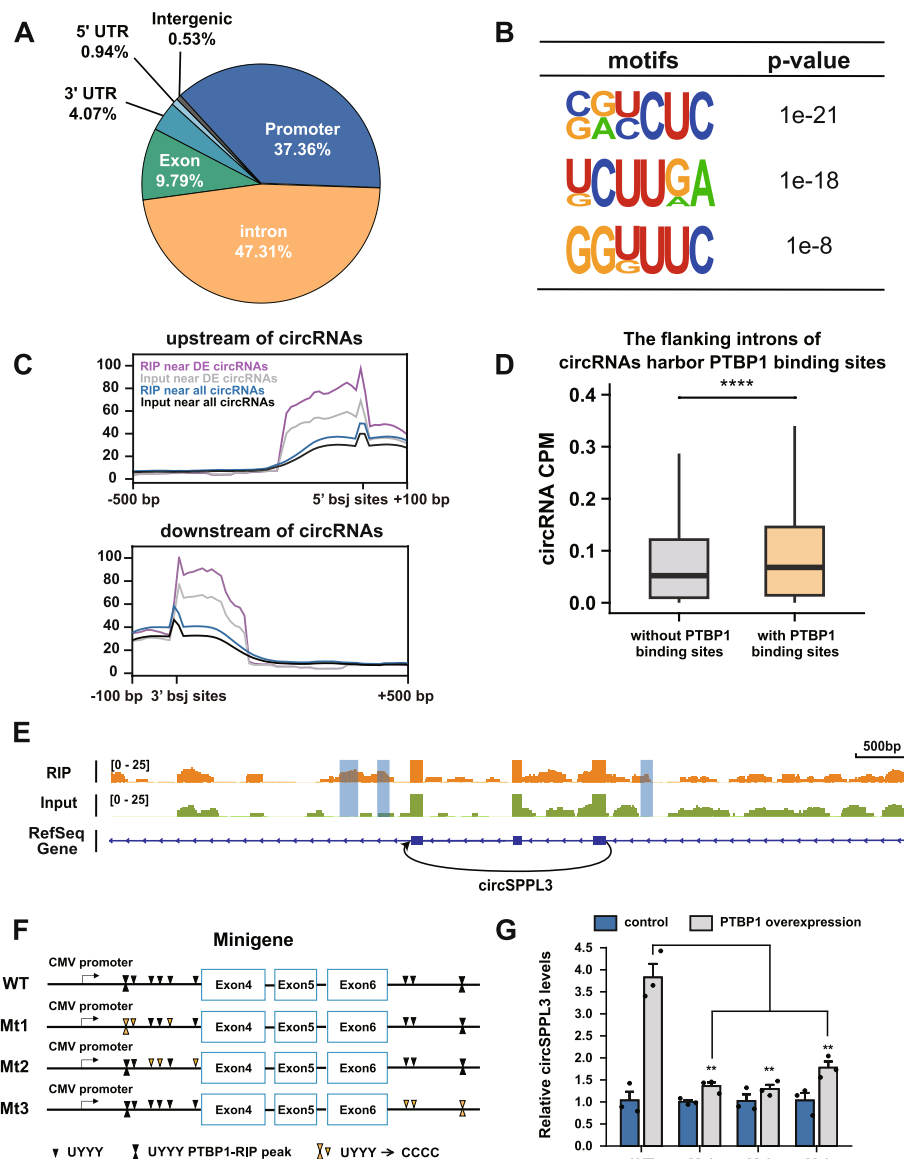 A
5' UTR
0.94%
Intergenic
0.53%
3' UTR
4.07%
Promoter
37.36%
Exon
9.79%
intron
47.31%
B
motifs p-value
CGUCUC
GAC
1e-21
UCUUGA
G A
1e-18
GGUUUC
G
1e-8
C
upstream of circRNAs
100
80
60
40
20
0
RIP near DE circRNAs
Input near DE circRNAs
RIP near all circRNAs
Input near all circRNAs
-500 bp 5' bsj sites +100 bp
downstream of circRNAs
100
80
60
40
20
0
-100 bp 3' bsj sites +500 bp
D
The flanking introns of
circRNAs harbor PTBP1 binding sites
****
circRNA CPM
0.4
0.3
0.2
0.1
0.0
without PTBP1
binding sites
with PTBP1
binding sites
E
500bp
RIP [0 - 25]
Input [0 - 25]
RefSeq
Gene
circSPPL3
F
Minigene
CMV promoter
WT Exon4 Exon5 Exon6
CMV promoter
Mt1 Exon4 Exon5 Exon6
CMV promoter
Mt2 Exon4 Exon5 Exon6
CMV promoter
Mt3 Exon4 Exon5 Exon6
UYYY UYYY PTBP1-RIP peak UYYY → CCCC
G
control PTBP1 overexpression
Relative circSPPL3 levels
4.5
4.0
3.5
3.0
2.5
2.0
1.5
1.0
0.5
0.0
** ** **